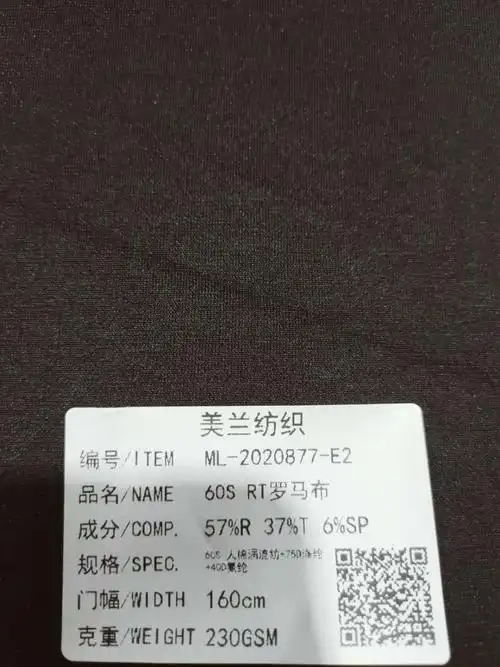 美兰纺织
编号/ITEM ML-2020877-E2
品名/NAME 60S RT罗马布
成分/COMP. 57%R 37%T 6%SP
规格/SPEC. 60S 人棉涡流纺+75D涤纶
+40D氨纶
门幅/WIDTH 160cm
克重/WEIGHT 230GSM